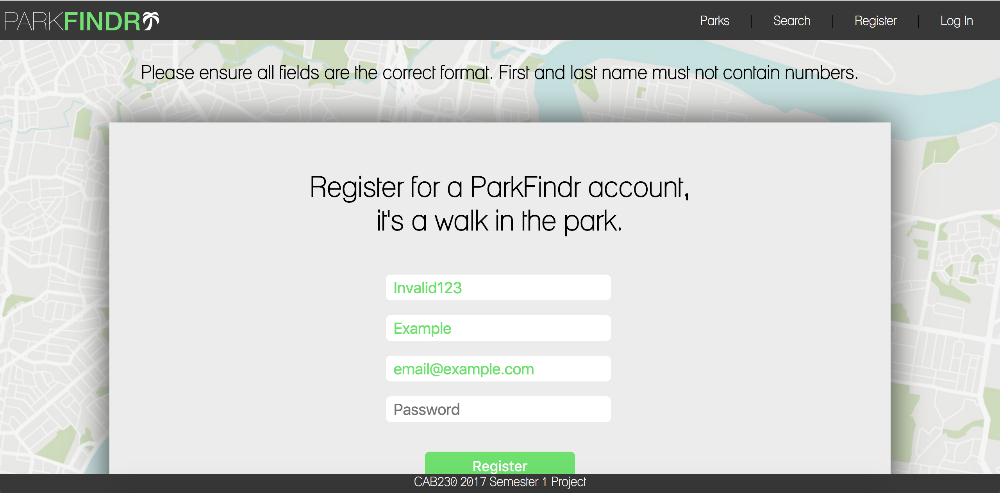 PARKFINDR
Parks | Search | Register | Log In
Please ensure all fields are the correct format. First and last name must not contain numbers.
Register for a ParkFindr account,
it's a walk in the park.
Invalid123
Example
email@example.com
Password
Register
CAB230 2017 Semester 1 Project